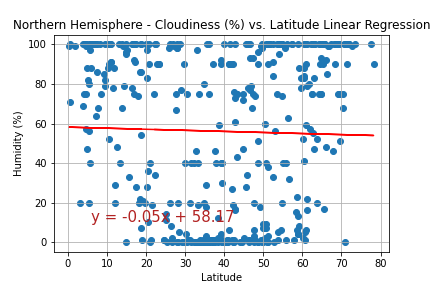 Northern Hemisphere - Cloudiness (%) vs. Latitude Linear Regression
100
80
60
40
20
0
Humidity (%)
y = -0.05x + 58.17
0 10 20 30 40 50 60 70 80
Latitude